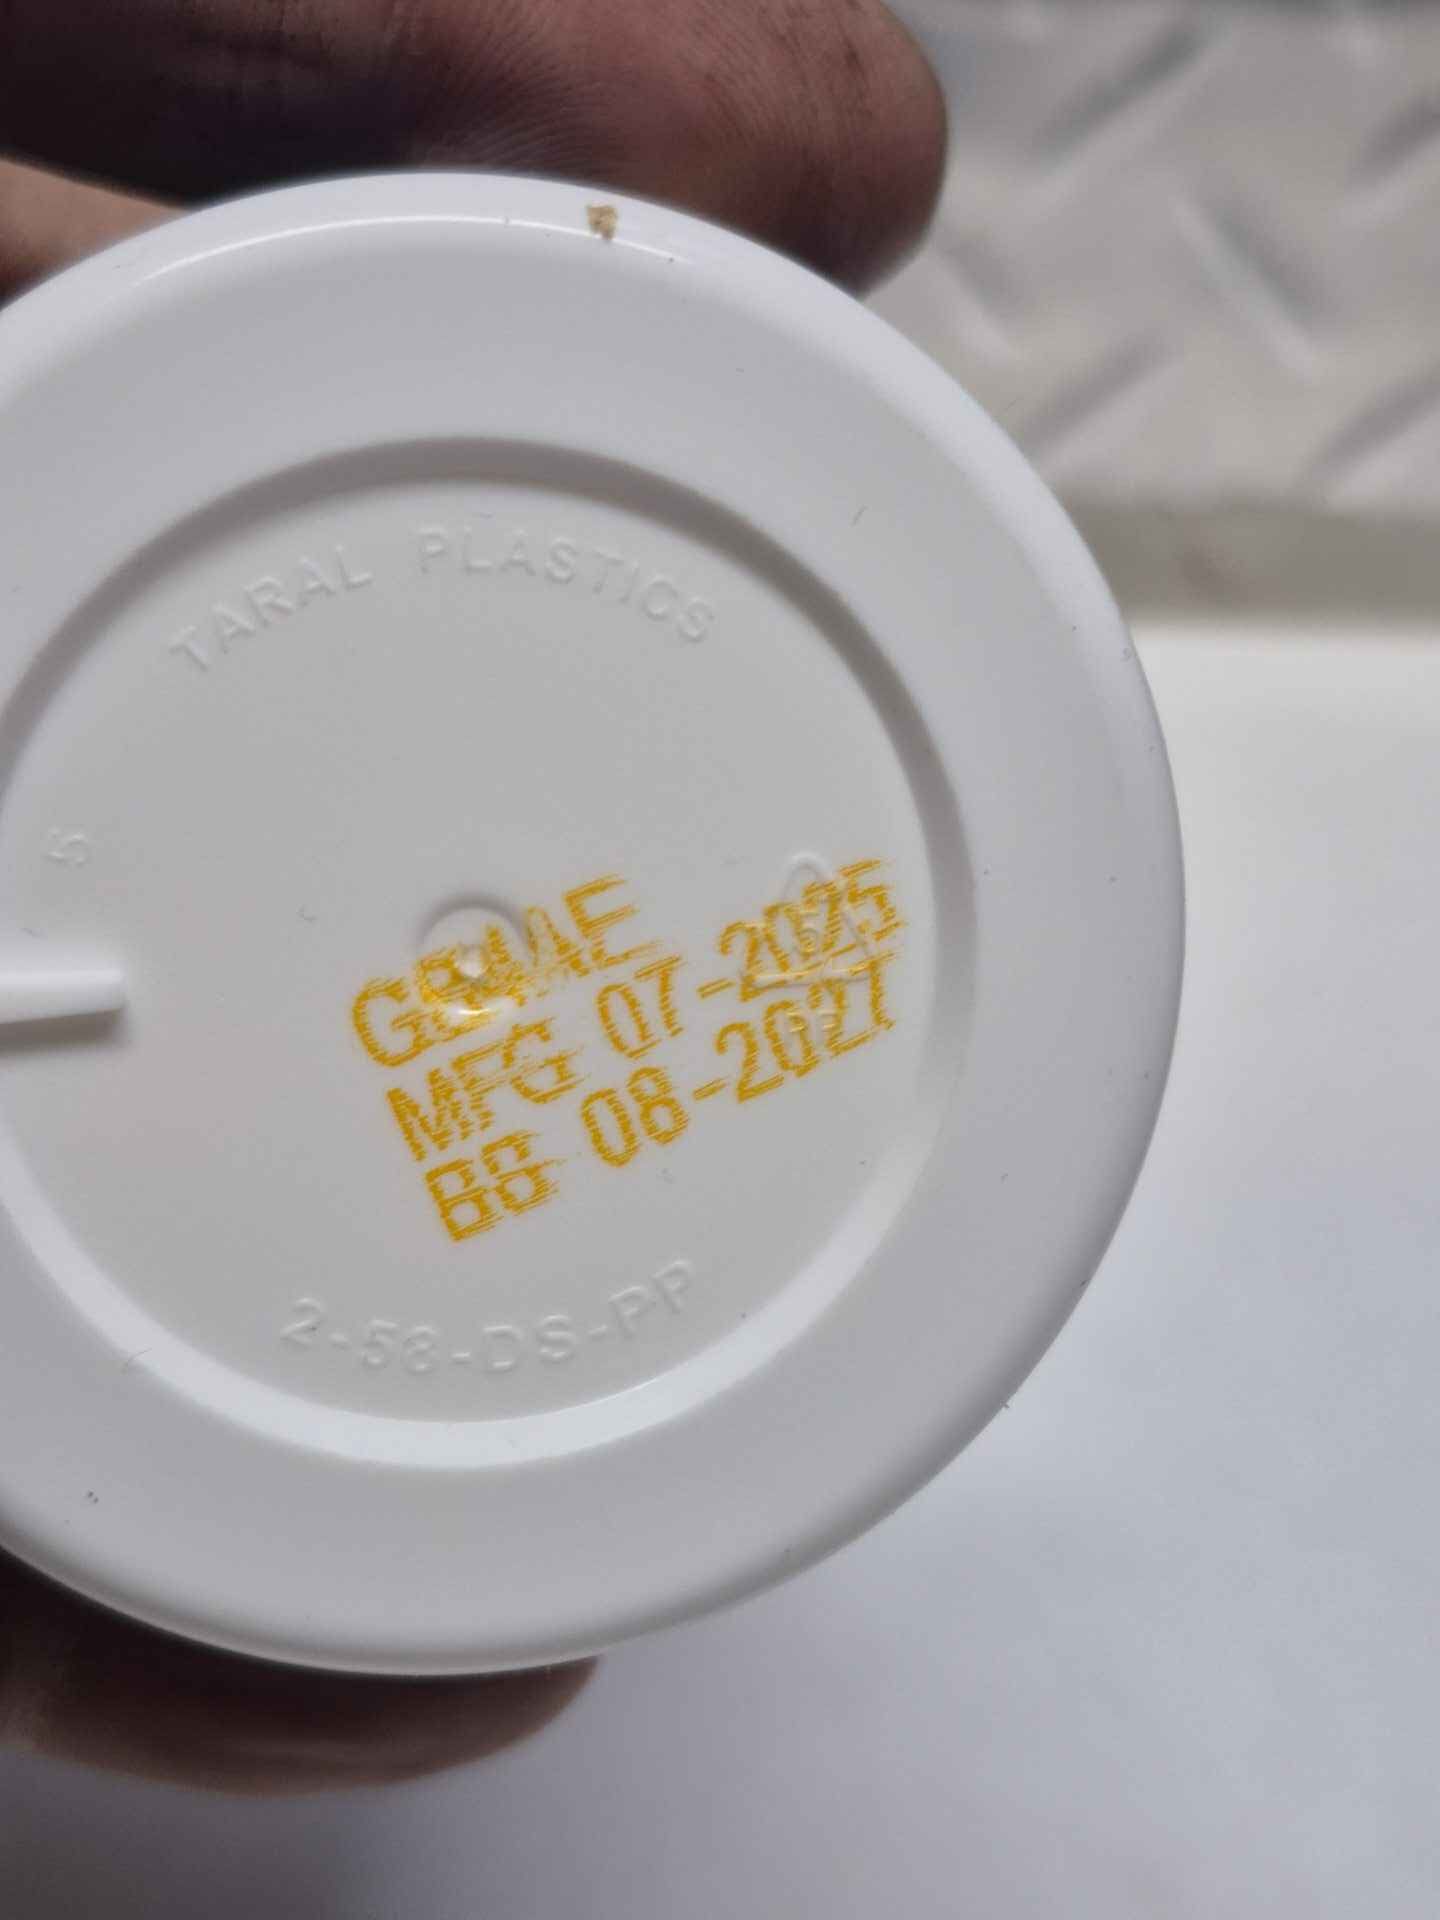 TARAL PLASTICS
5
MFG 07-2025
BB 08-2027
2-58-DS-PP